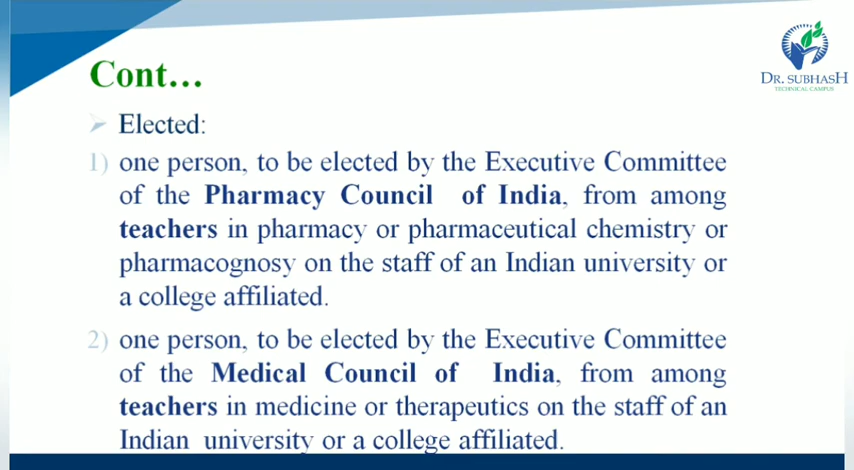 Cont...
DR. SUBHASH
TECHNICAL CAMPUS
➢ Elected:
1) one person, to be elected by the Executive Committee
of the Pharmacy Council of India, from among
teachers in pharmacy or pharmaceutical chemistry or
pharmacognosy on the staff of an Indian university or
a college affiliated.
2) one person, to be elected by the Executive Committee
of the Medical Council of India, from among
teachers in medicine or therapeutics on the staff of an
Indian university or a college affiliated.